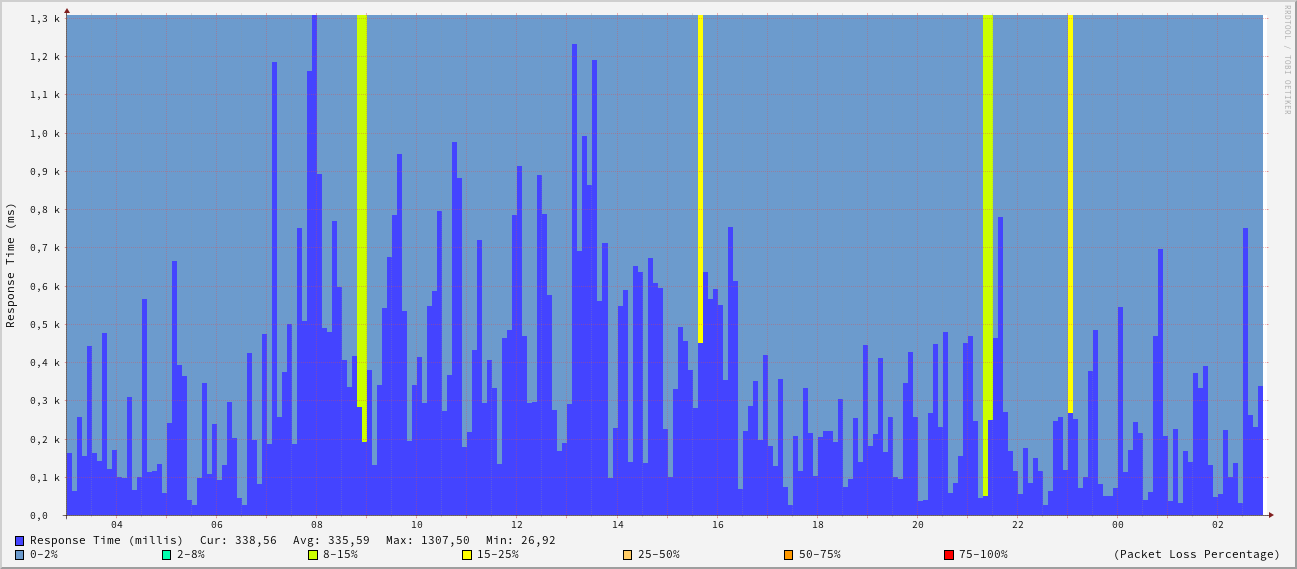 RRDTOOL / TOBI OETIKER
Response Time (ms)
1,3 k
1,2 k
1,1 k
1,0 k
0,9 k
0,8 k
0,7 k
0,6 k
0,5 k
0,4 k
0,3 k
0,2 k
0,1 k
0,0
04 06 08 10 12 14 16 18 20 22 00 02
Response Time (millis) Cur: 338,56 Avg: 335,59 Max: 1307,50 Min: 26,92
0-2% 2-8% 8-15% 15-25% 25-50% 50-75% 75-100% (Packet Loss Percentage)